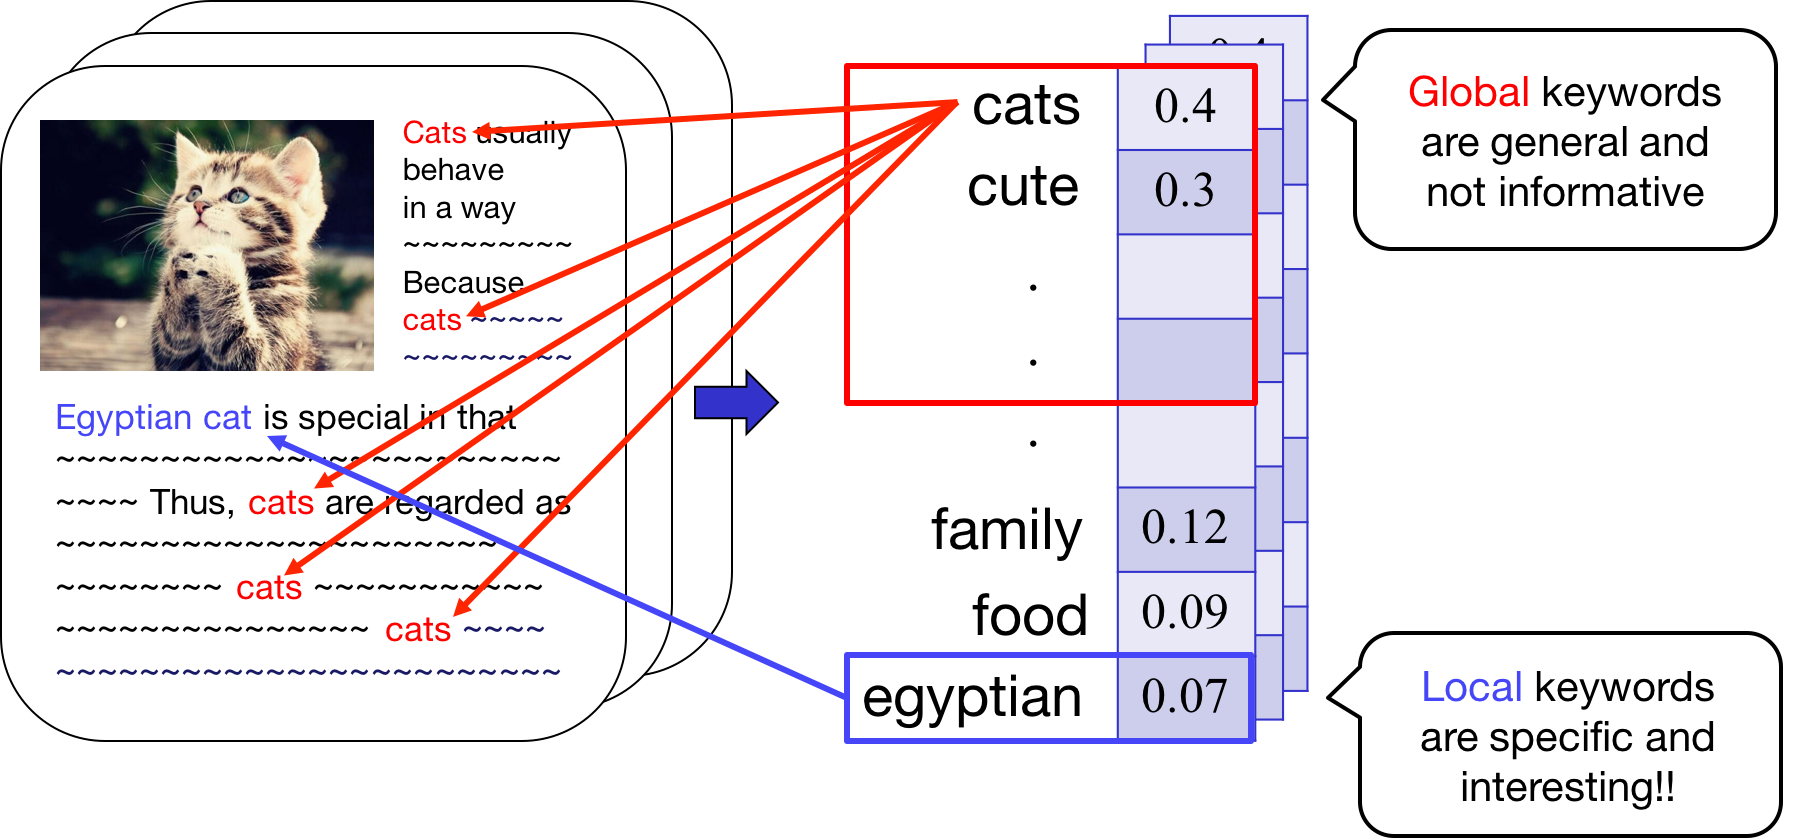 Cats usually
behave
in a way
~~~~~~~~~
Because
cats ~~~~~
~~~~~~~~~
Egyptian cat is special in that
~~~~~~~~~~~~~~~~~~~~~~~~
~~~~ Thus, cats are regarded as
~~~~~~~~~~~~~~~~~~~~~
~~~~~~~~ cats ~~~~~~~~~~~
~~~~~~~~~~~~~~~ cats ~~~~
~~~~~~~~~~~~~~~~~~~~~~~~
cats 0.4
cute 0.3
.
.
.
family 0.12
food 0.09
egyptian 0.07
Global keywords
are general and
not informative
Local keywords
are specific and
interesting!!